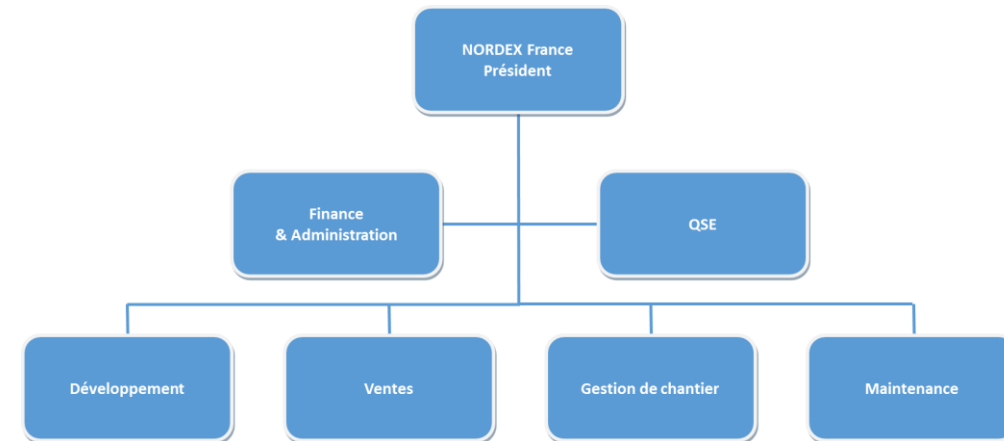 NORDEX France
Président
Finance
& Administration
QSE
Développement
Ventes
Gestion de chantier
Maintenance